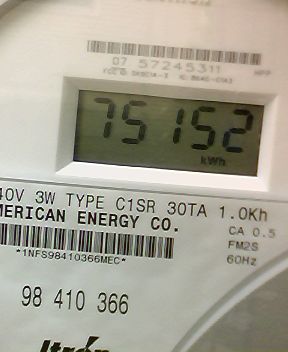 07 57245311
75152
kWh
40V 3W TYPE C1SR 30TA 1.0Kh
MERICAN ENERGY CO.
CA 0.5
*1NFS98410366MEC*
FM2S
60Hz
98 410 366
Itrón